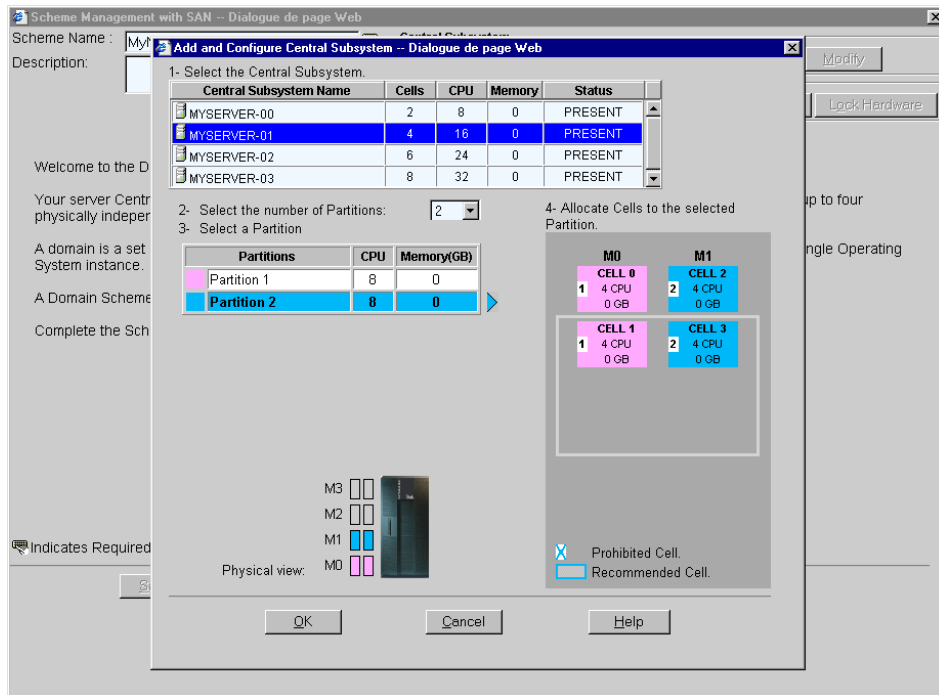 Scheme Management with SAN -- Dialogue de page Web
Scheme Name :
Description:
Modify
Lock Hardware
Welcome to the D
Your server Centr
up to four
physically indeper
A domain is a set
ngle Operating
System instance.
A Domain Scheme
Complete the Sch
Indicates Required
Add and Configure Central Subsystem -- Dialogue de page Web
1- Select the Central Subsystem.
Central Subsystem Name Cells CPU Memory Status
MYSERVER-00 2 8 0 PRESENT
MYSERVER-01 4 16 0 PRESENT
MYSERVER-02 6 24 0 PRESENT
MYSERVER-03 8 32 0 PRESENT
2- Select the number of Partitions: 2
3- Select a Partition
Partitions CPU Memory(GB)
Partition 1 8 0
Partition 2 8 0
4- Allocate Cells to the selected
Partition.
M0 M1
CELL 0 CELL 2
1 4 CPU 2 4 CPU
0 GB 0 GB
CELL 1 CELL 3
1 4 CPU 2 4 CPU
0 GB 0 GB
M3
M2
M1
Physical view: M0
X Prohibited Cell.
Recommended Cell.
OK Cancel Help